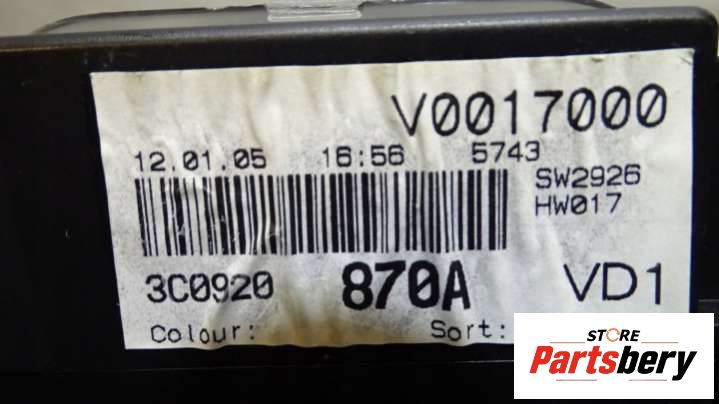 V0017000
12.01.05 16:56 5743
SW2926
HW017
3C0920 870A VD1
Colour: Sort:
STORE
Partsbery